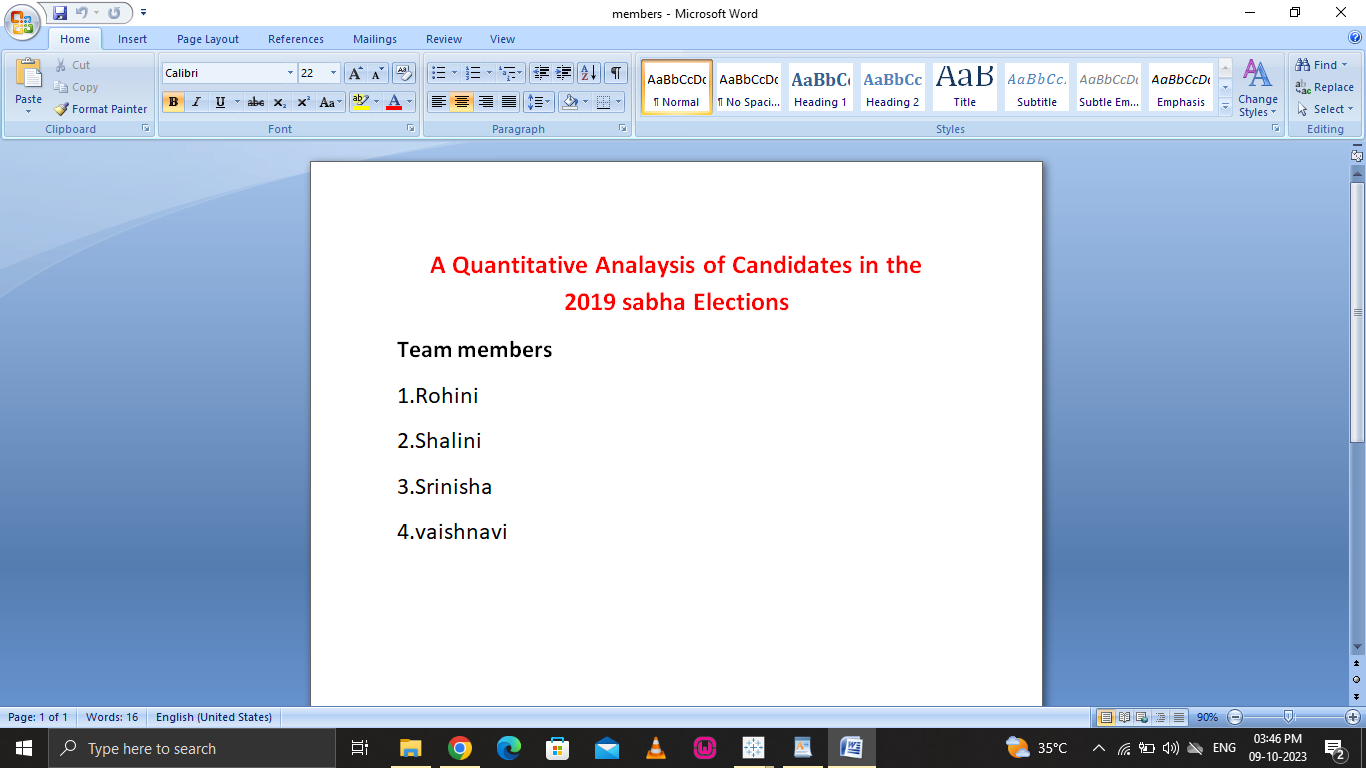 members - Microsoft Word
Home Insert Page Layout References Mailings Review View
Paste
Cut
Copy
Format Painter
Clipboard
Calibri 22
B I U abc x₂ x² Aa A
Font
Paragraph
AaBbCcDc AaBbCcDc AaBbC AaBbCc AaB AaBbCc. AaBbCcDc AaBbCcDc
¶ Normal ¶ No Spaci... Heading 1 Heading 2 Title Subtitle Subtle Em... Emphasis
Change Styles
Styles
Find
Replace
Select
Editing
A Quantitative Analaysis of Candidates in the
2019 sabha Elections
Team members
1.Rohini
2.Shalini
3.Srinisha
4.vaishnavi
Page: 1 of 1 Words: 16 English (United States) 90%
Type here to search 35°C ENG 03:46 PM
09-10-2023 2